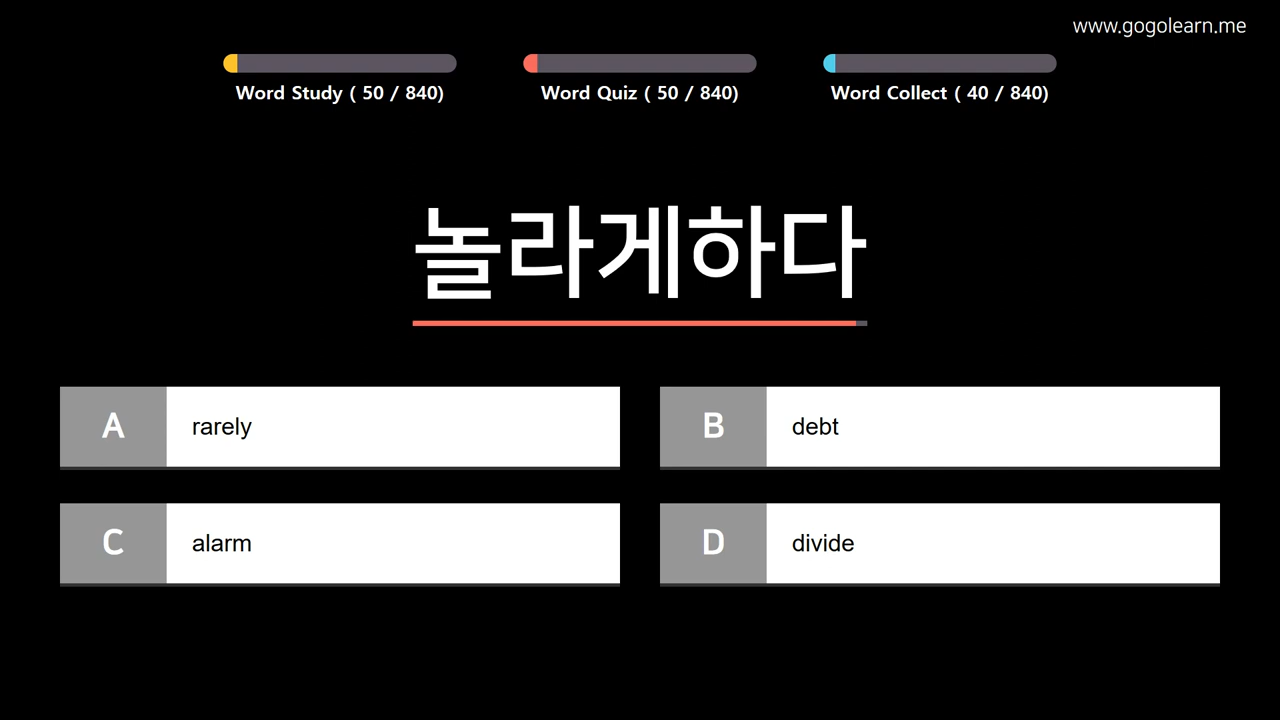 www.gogolearn.me
Word Study ( 50 / 840)
Word Quiz ( 50 / 840)
Word Collect ( 40 / 840)
놀라게하다
A rarely
B debt
C alarm
D divide